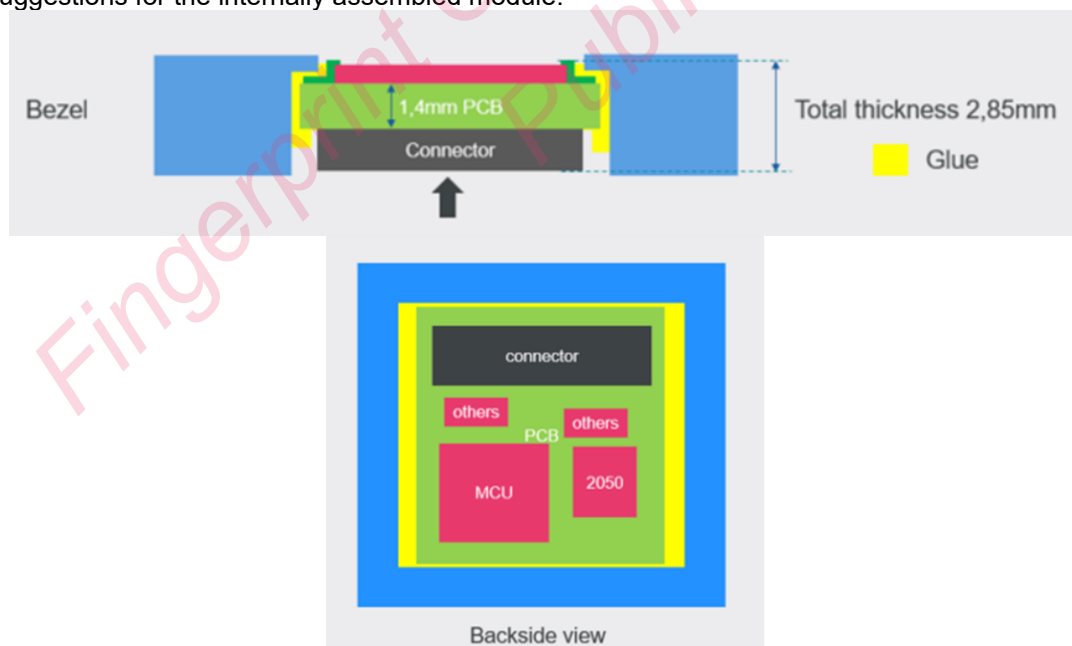 uggestions for the internally assembled module.
Bezel
1,4mm PCB
Connector
Total thickness 2,85mm
Glue
connector
others
others
PCB
MCU
2050
Backside view
Fingerprint
Publi